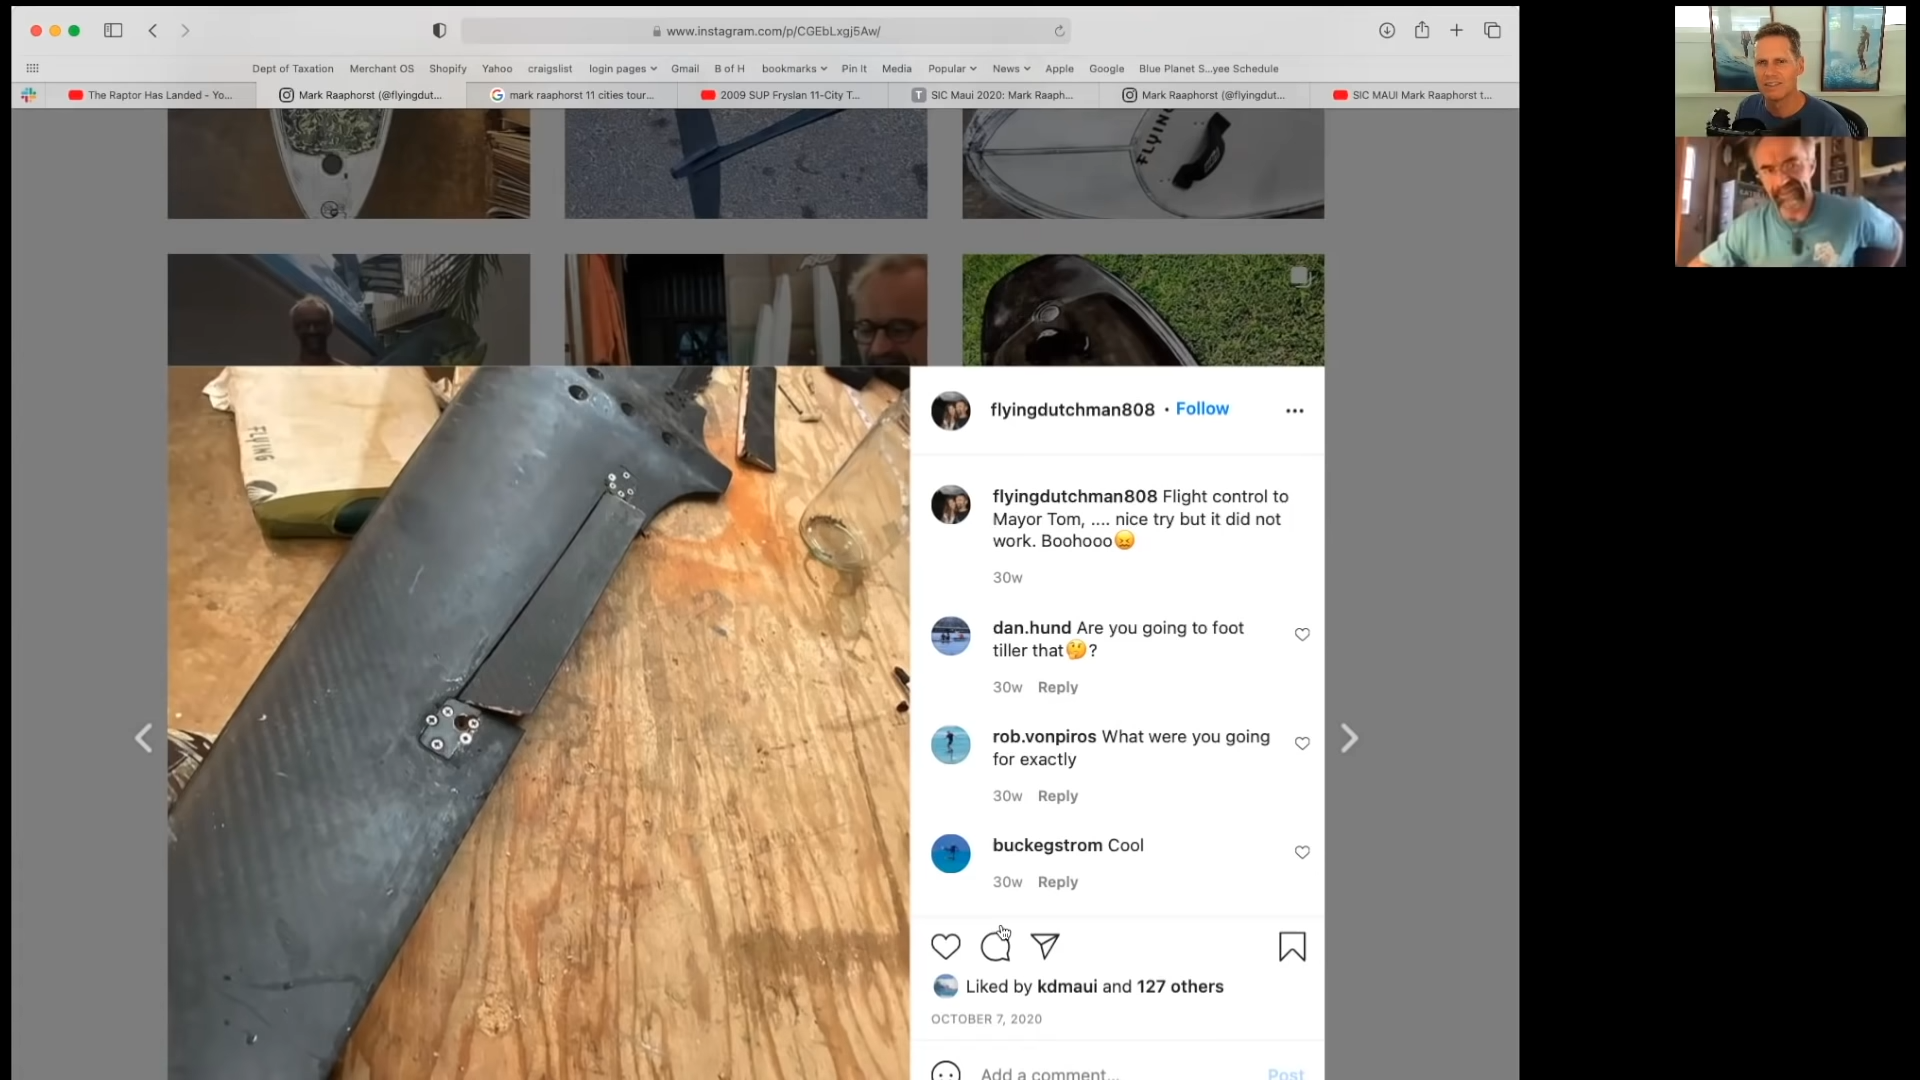 www.instagram.com/p/CGEbLxgj5Aw/
Dept of Taxation Merchant OS Shopify Yahoo craigslist login pages Gmail B of H bookmarks Pin It Media Popular News Apple Google Blue Planet S...yee Schedule
The Raptor Has Landed - Yo... Mark Raaphorst (@flyingdut... mark raaphorst 11 cities tour... 2009 SUP Fryslan 11-City T... SIC Maui 2020: Mark Raaph... Mark Raaphorst (@flyingdut... SIC MAUI Mark Raaphorst t...
FLYING
FLYING
flyingdutchman808 • Follow
flyingdutchman808 Flight control to
Mayor Tom, .... nice try but it did not
work. Boohooo😖
30w
dan.hund Are you going to foot
tiller that🤔?
30w Reply
rob.vonpiros What were you going
for exactly
30w Reply
buckegstrom Cool
30w Reply
Liked by kdmaui and 127 others
OCTOBER 7, 2020
Add a comment... Post